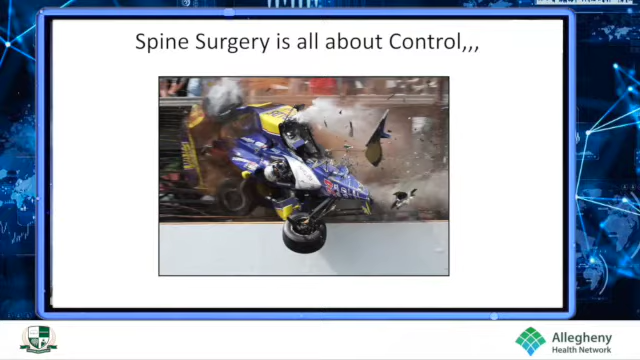 Spine Surgery is all about Control,,,
Allegheny
Health Network